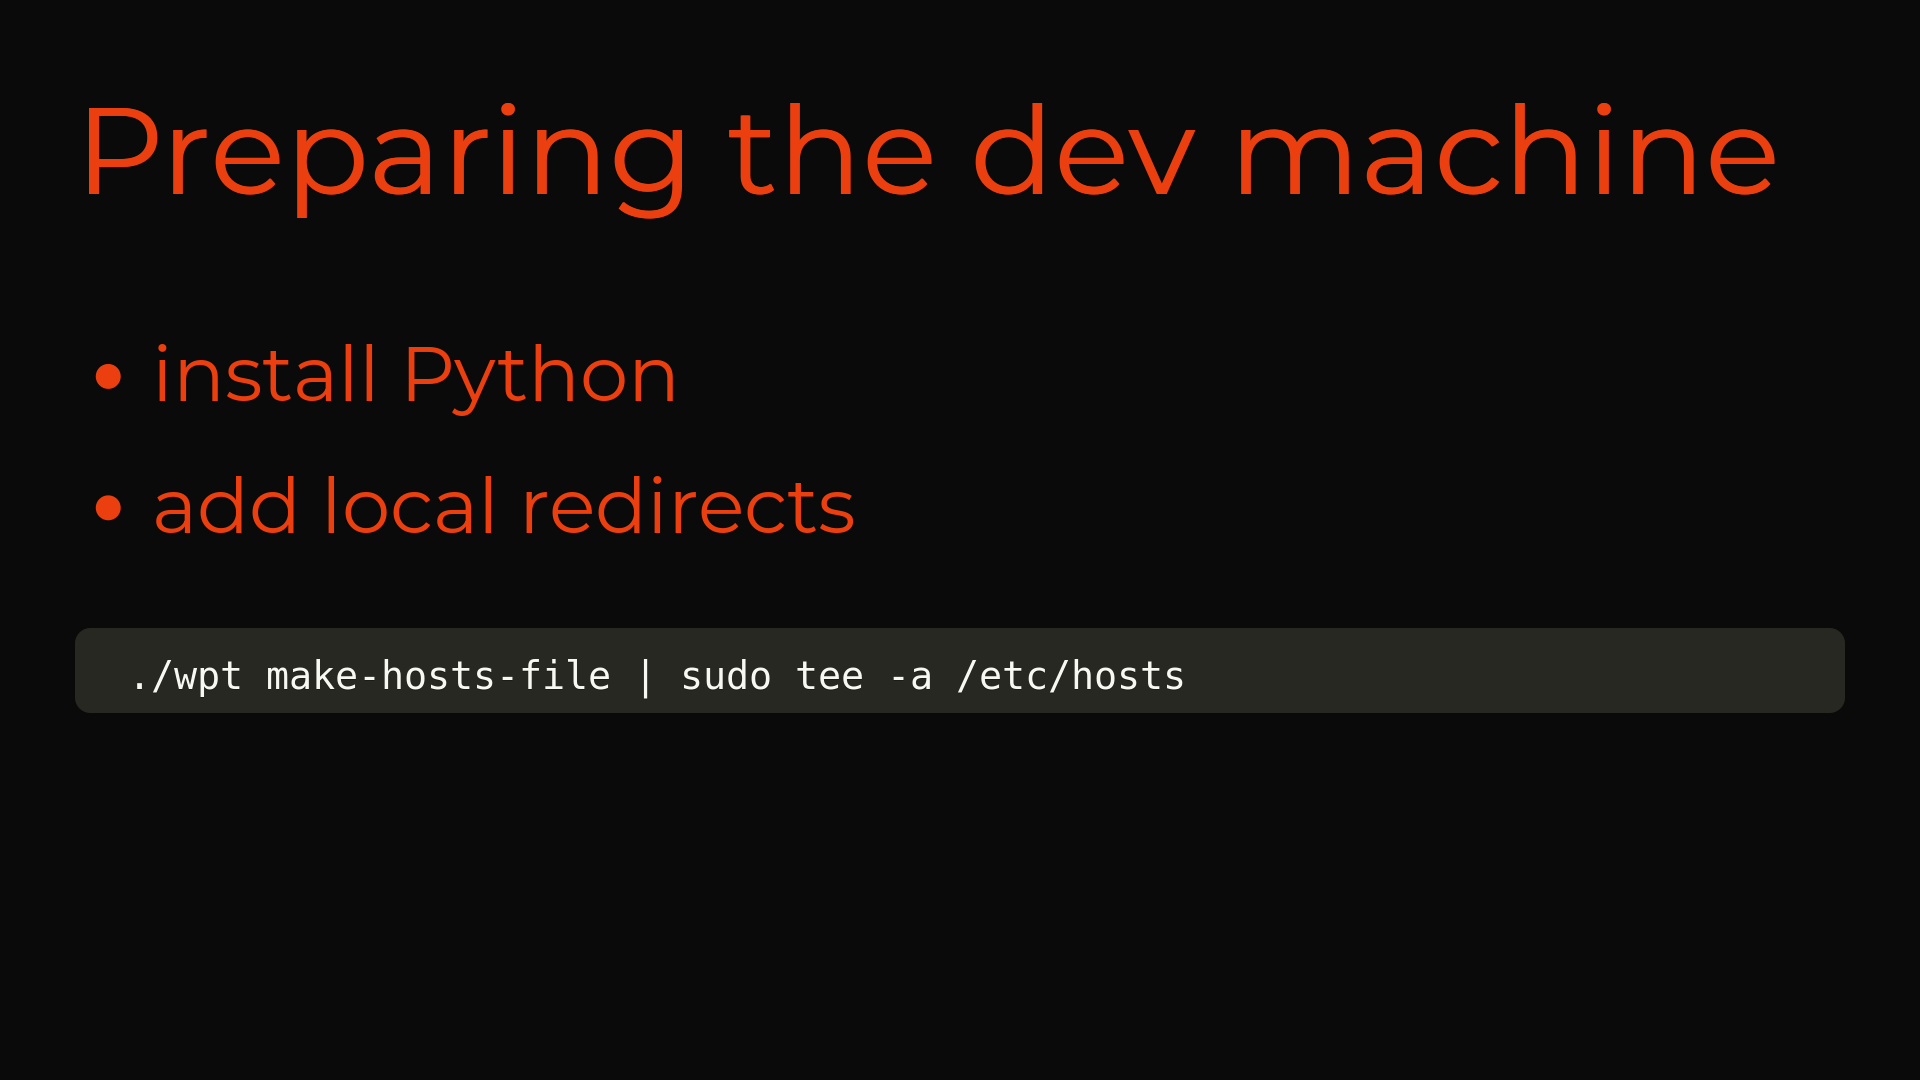 Preparing the dev machine
• install Python
• add local redirects
./wpt make-hosts-file | sudo tee -a /etc/hosts